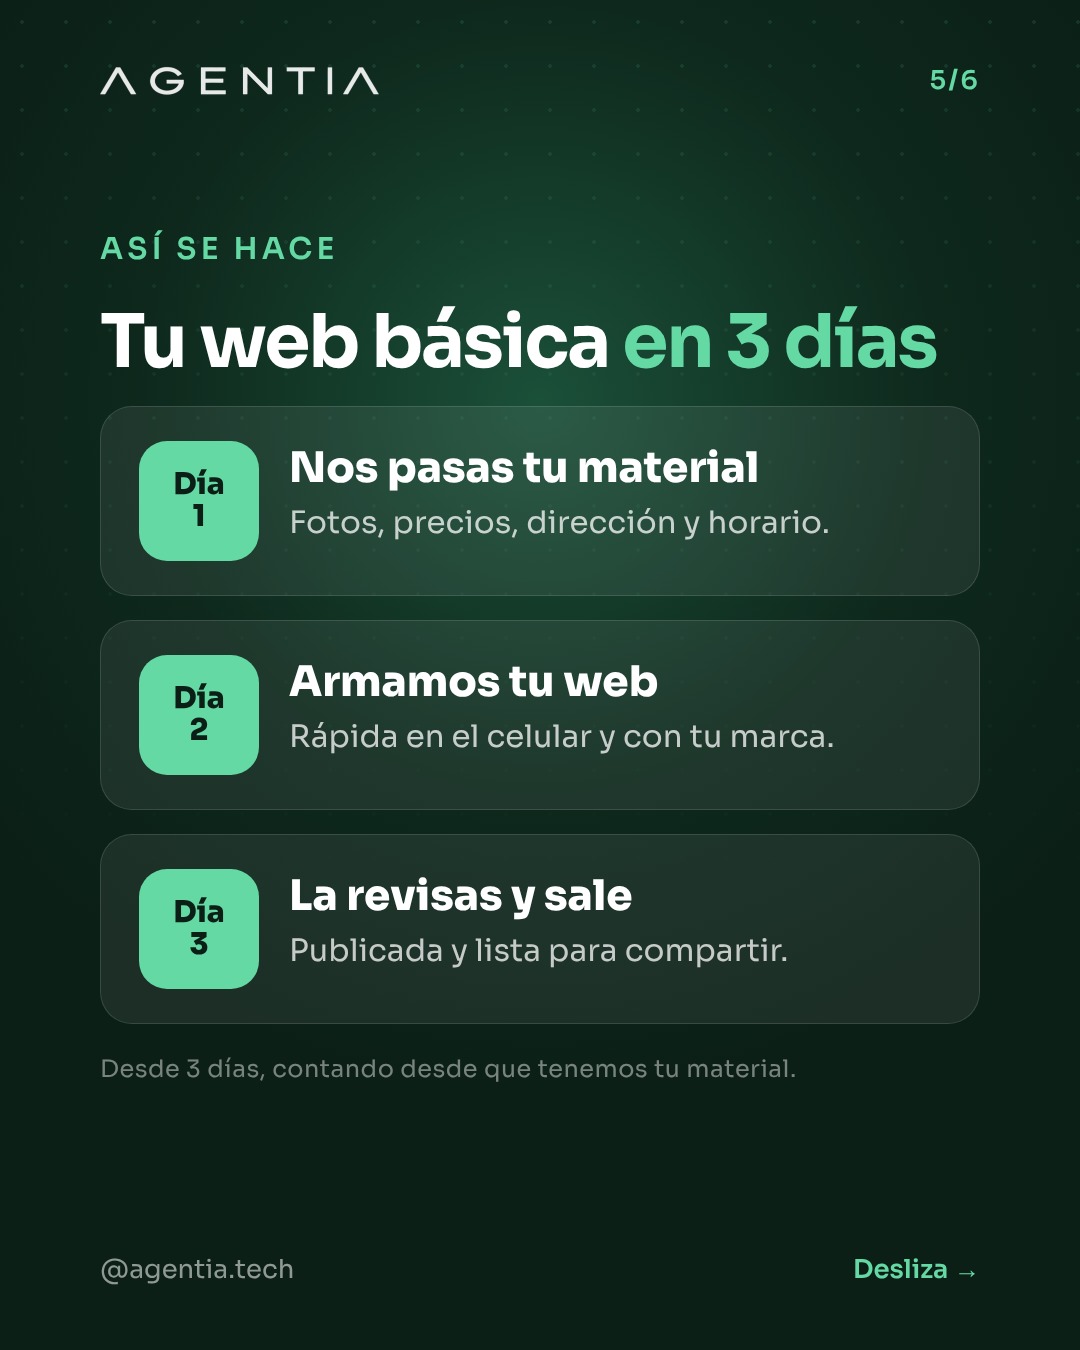 AGENTIA
5/6
ASÍ SE HACE
Tu web básica en 3 días
Día
1
Nos pasas tu material
Fotos, precios, dirección y horario.
Día
2
Armamos tu web
Rápida en el celular y con tu marca.
Día
3
La revisas y sale
Publicada y lista para compartir.
Desde 3 días, contando desde que tenemos tu material.
@agentia.tech
Desliza →